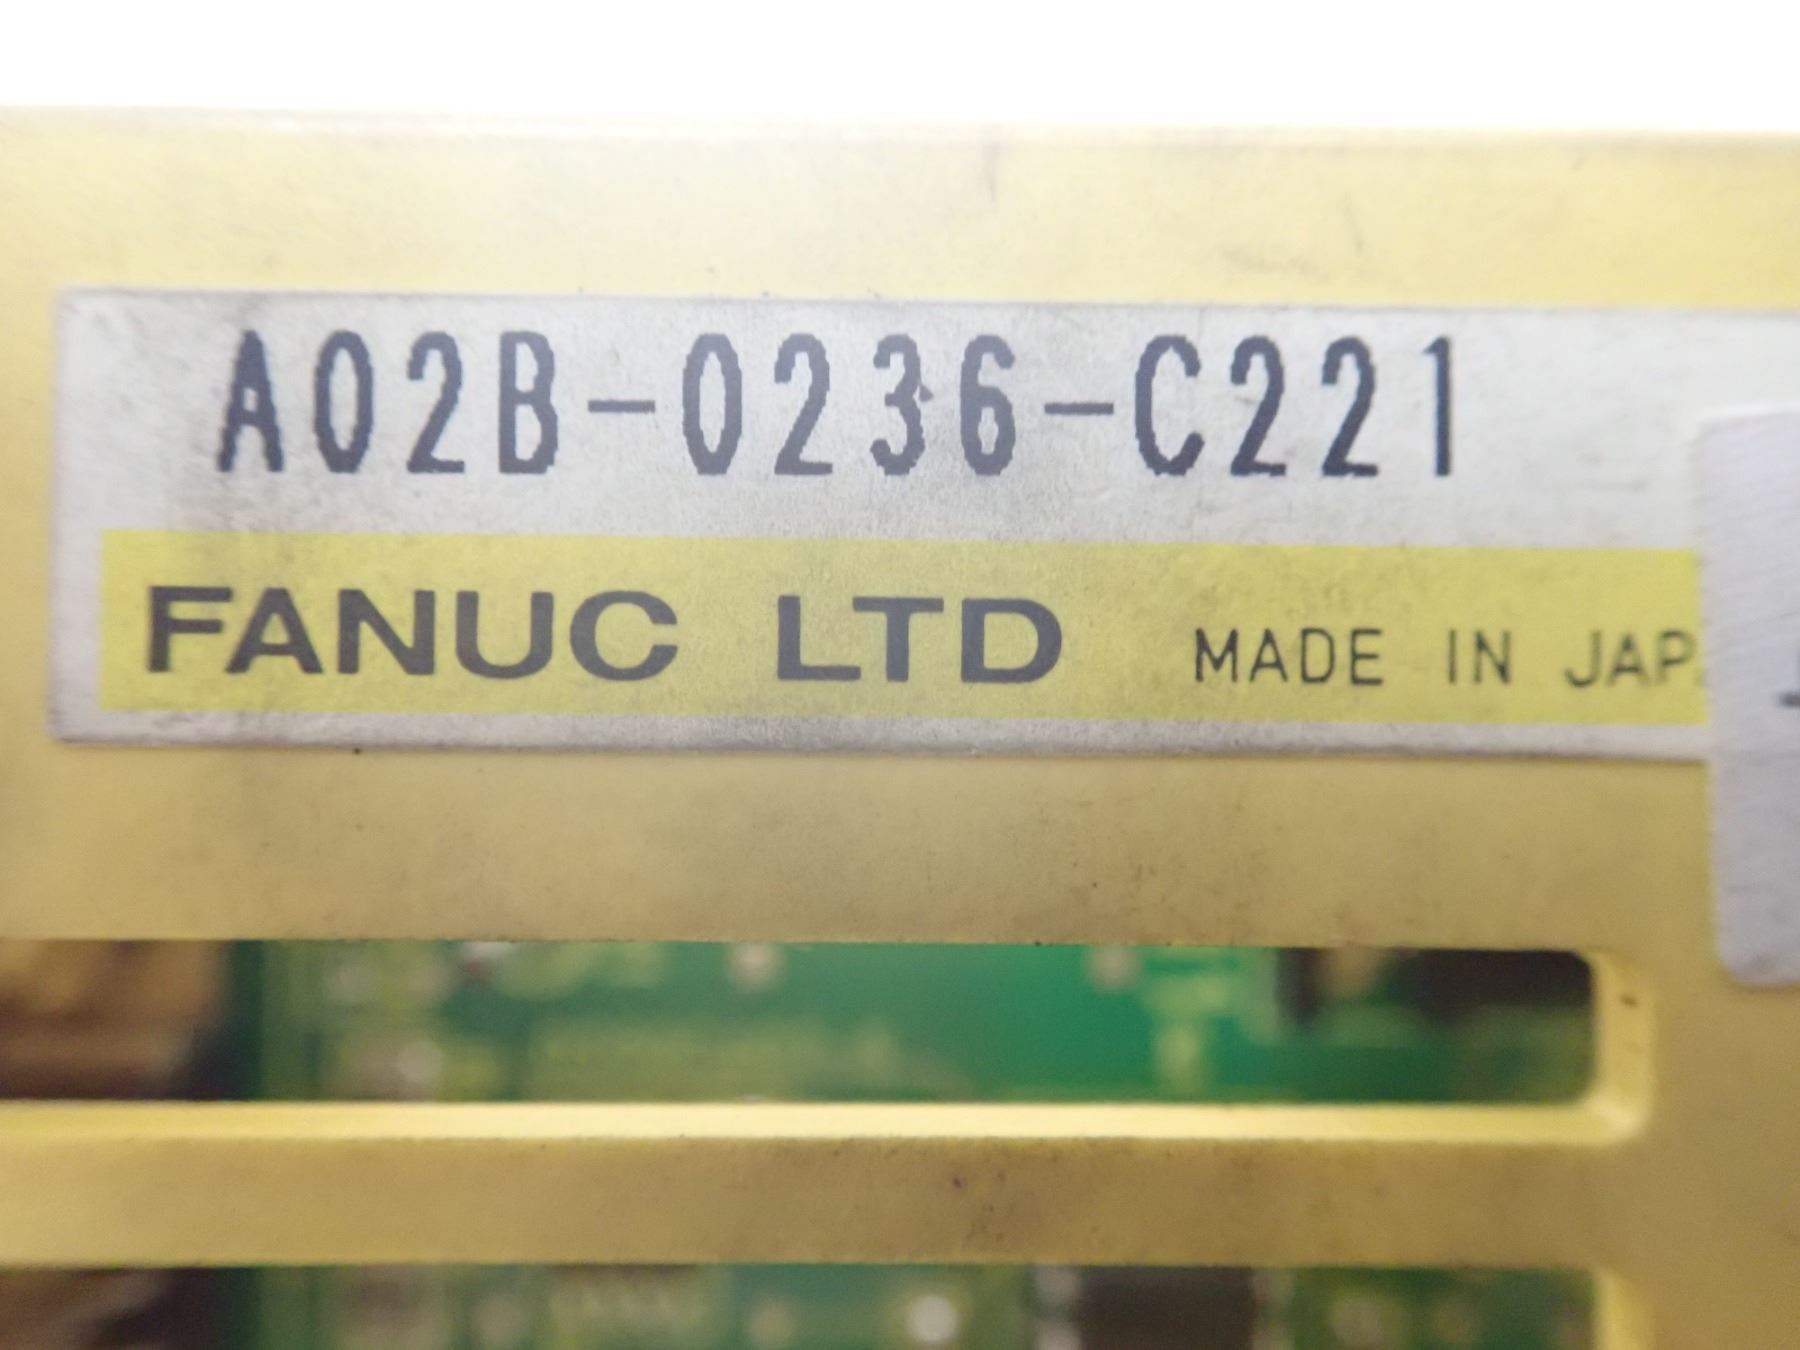 A02B-0236-C221
FANUC LTD MADE IN JAP